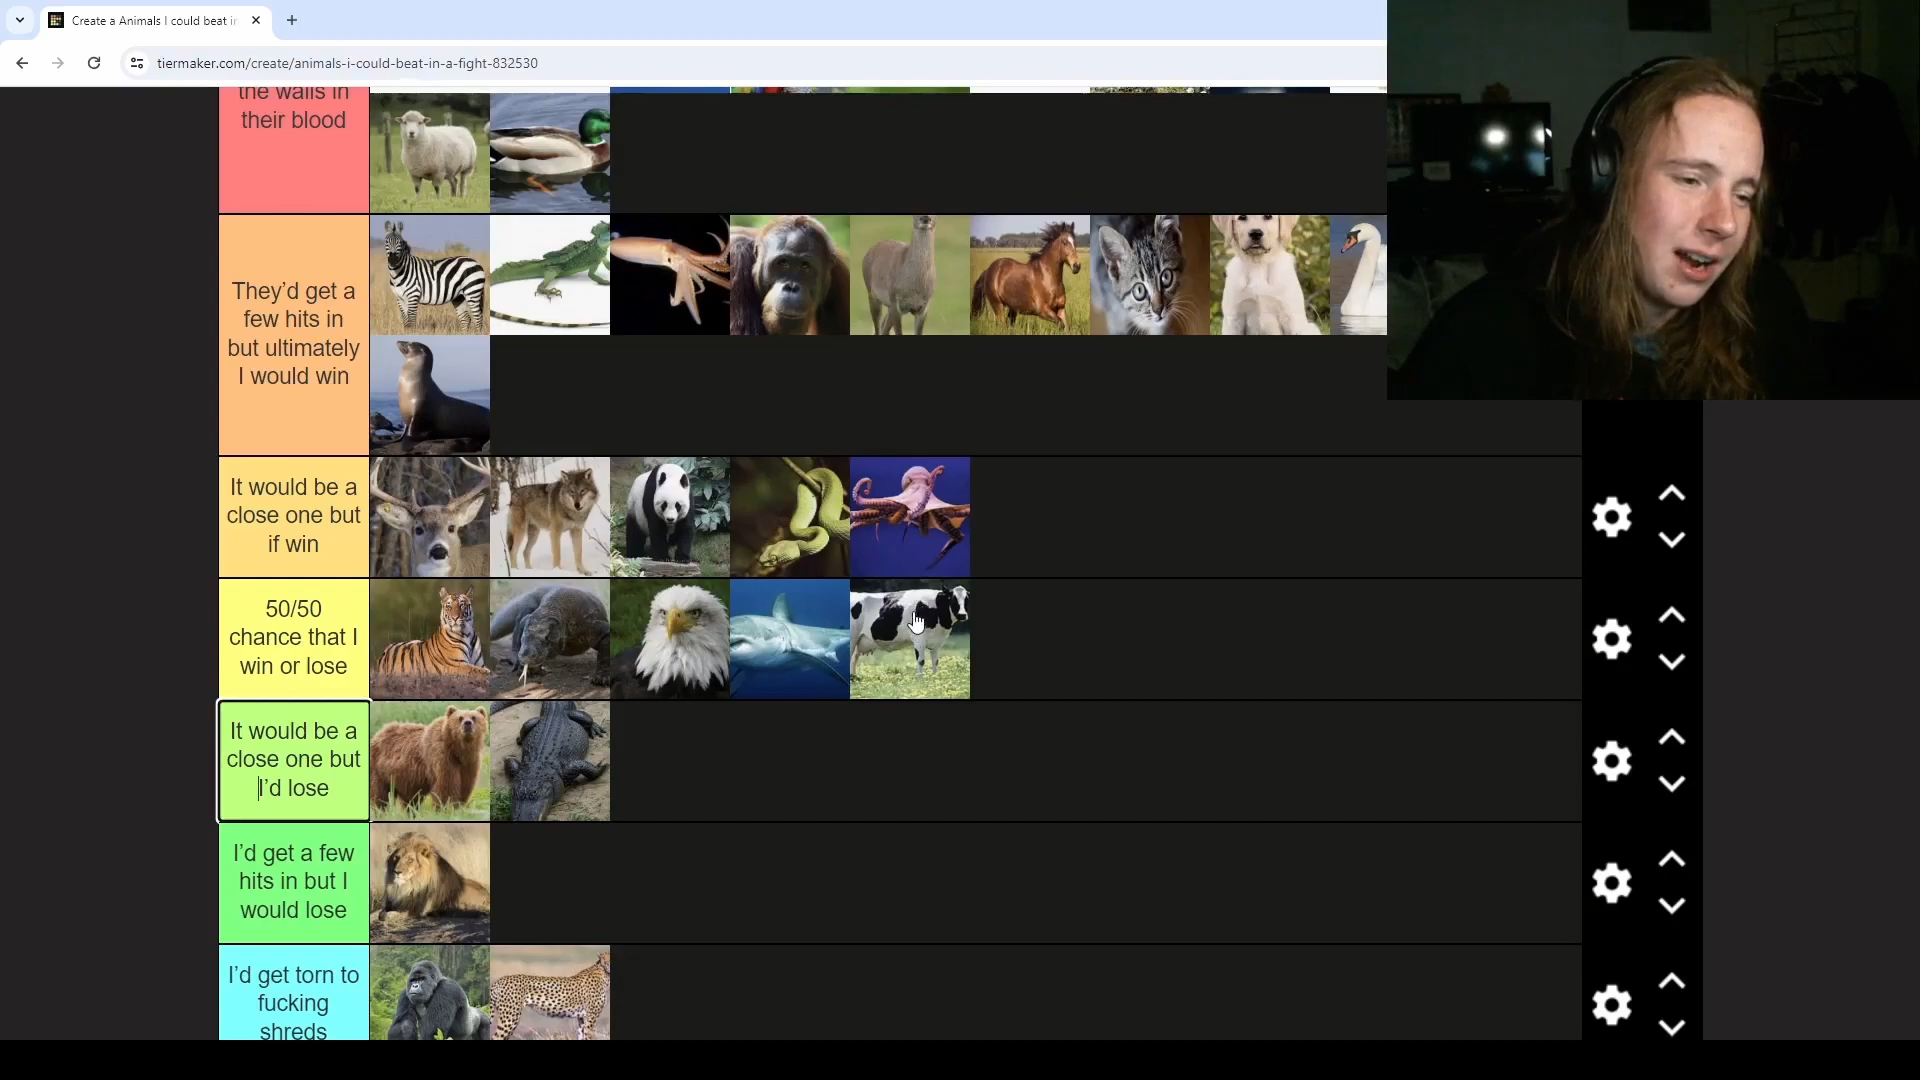 Create a Animals I could beat in
tiermaker.com/create/animals-i-could-beat-in-a-fight-832530
the walls in
their blood
They'd get a
few hits in
but ultimately
I would win
It would be a
close one but
if win
50/50
chance that I
win or lose
It would be a
close one but
I'd lose
I'd get a few
hits in but I
would lose
I'd get torn to
fucking
shreds